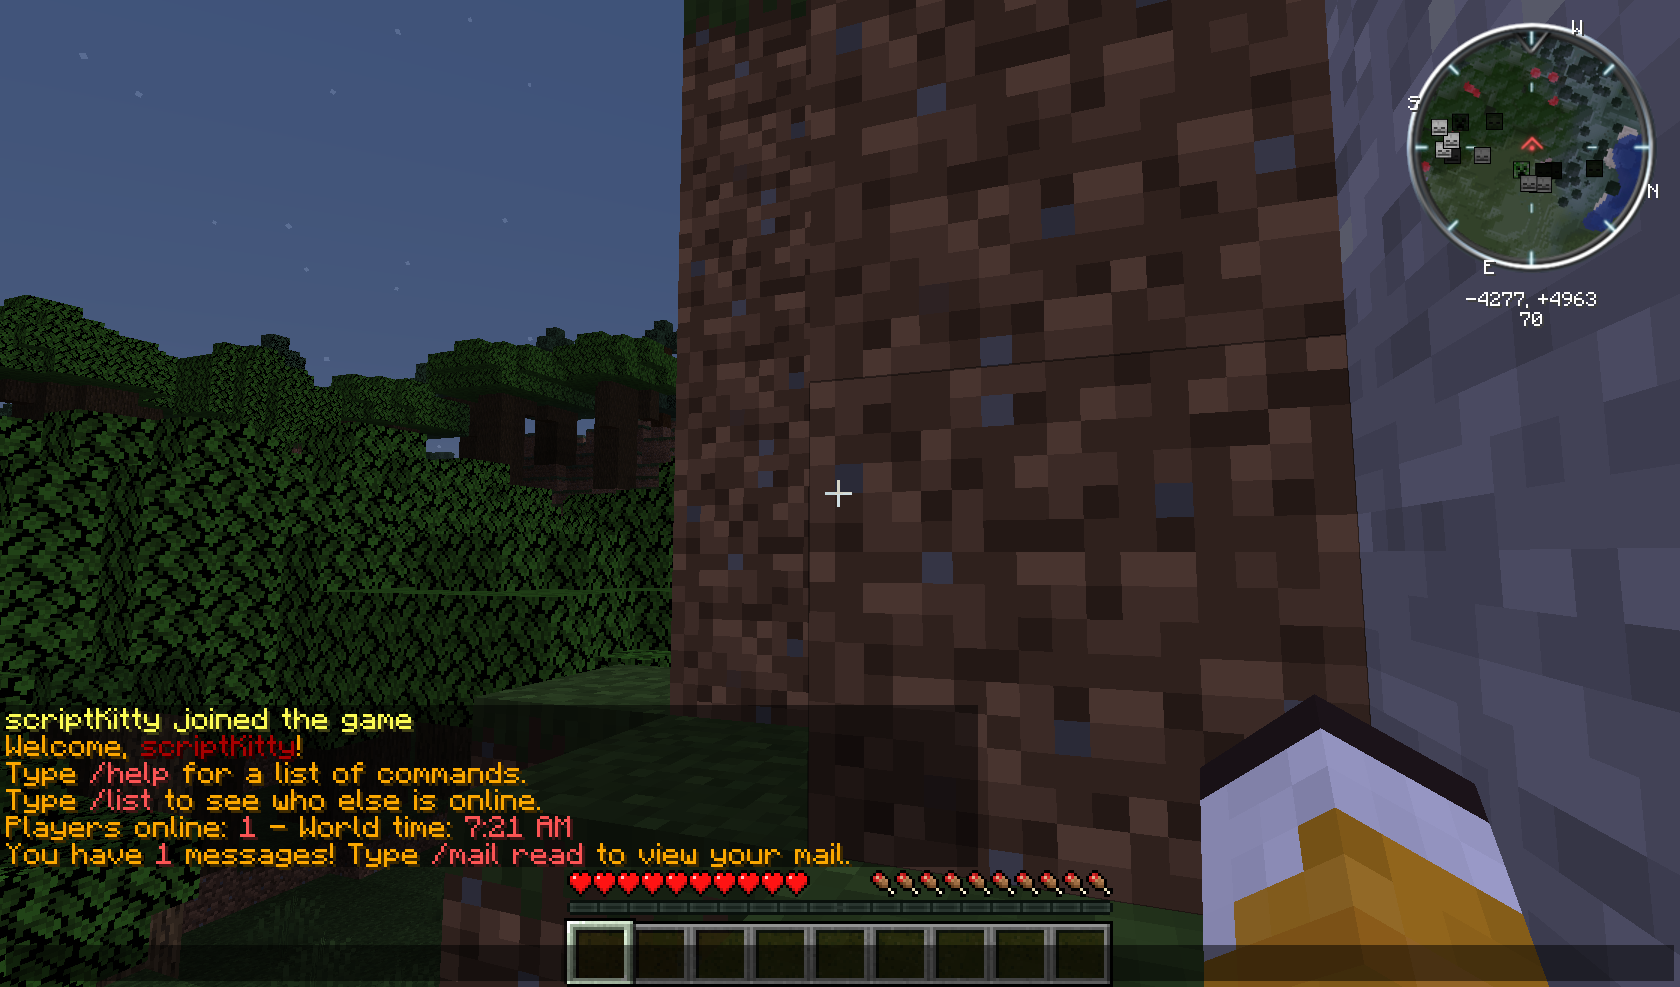 W
S
N
E
-4277, +4963
70
scriptKitty joined the game
Welcome, scriptKitty!
Type /help for a list of commands.
Type /list to see who else is online.
Players online: 1 - World time: 7:21 AM
You have 1 messages! Type /mail read to view your mail.